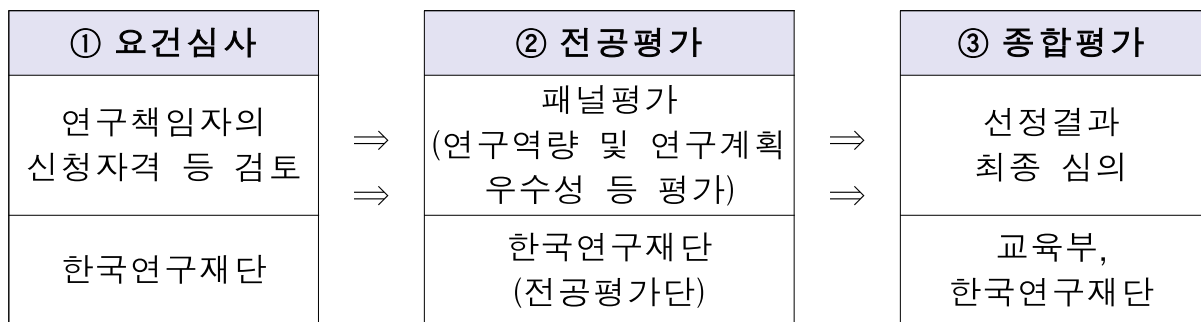 ① 요건심사
연구책임자의
신청자격 등 검토
한국연구재단
⇒
⇒
② 전공평가
패널평가
(연구역량 및 연구계획
우수성 등 평가)
한국연구재단
(전공평가단)
⇒
⇒
③ 종합평가
선정결과
최종 심의
교육부,
한국연구재단